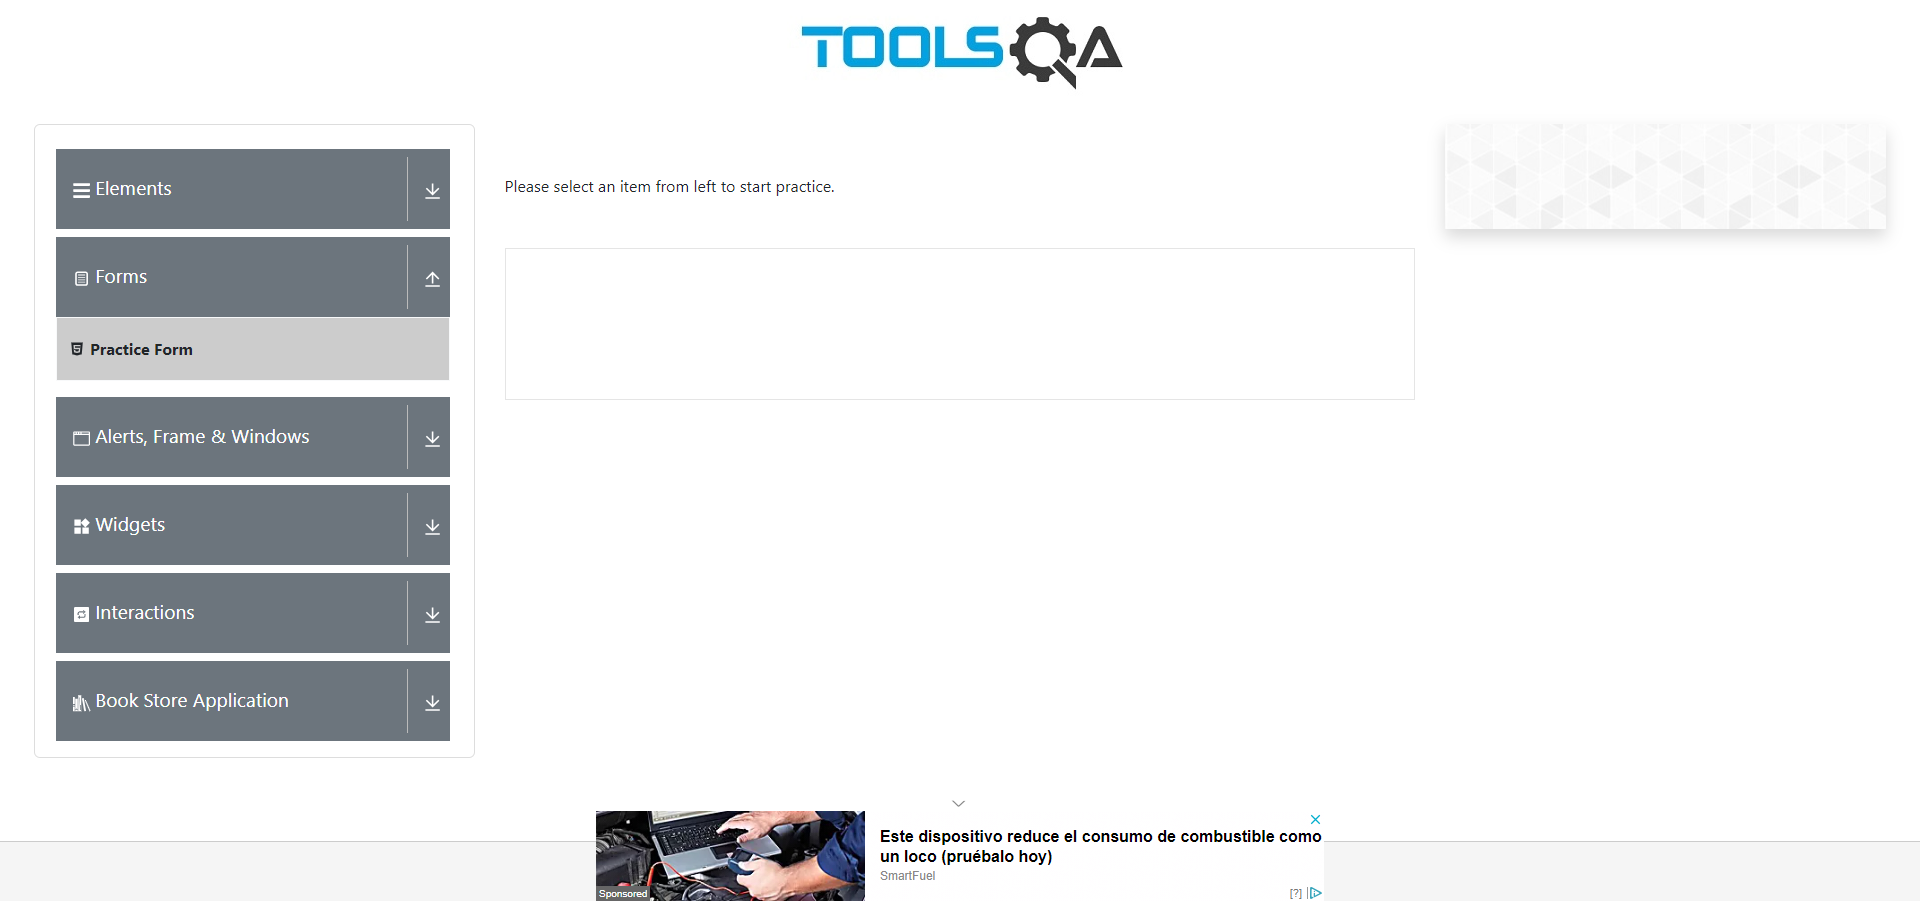 TOOLSQA
Elements
Please select an item from left to start practice.
Forms
Practice Form
Alerts, Frame & Windows
Widgets
Interactions
Book Store Application
Este dispositivo reduce el consumo de combustible como
un loco (pruébalo hoy)
SmartFuel
Sponsored
[?]